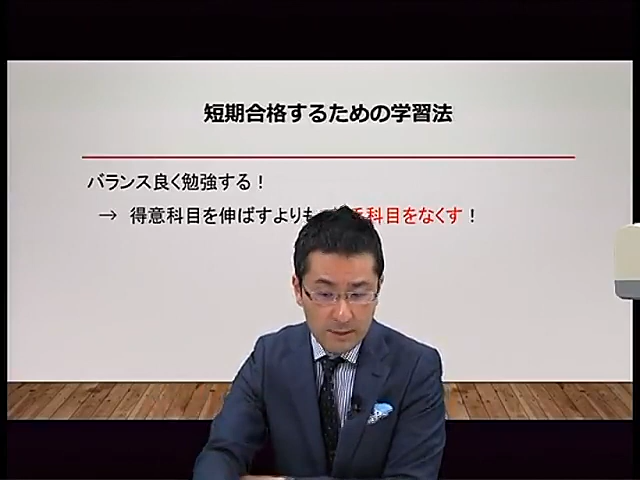 短期合格するための学習法
バランス良く勉強する！
→ 得意科目を伸ばすよりも 科目をなくす！